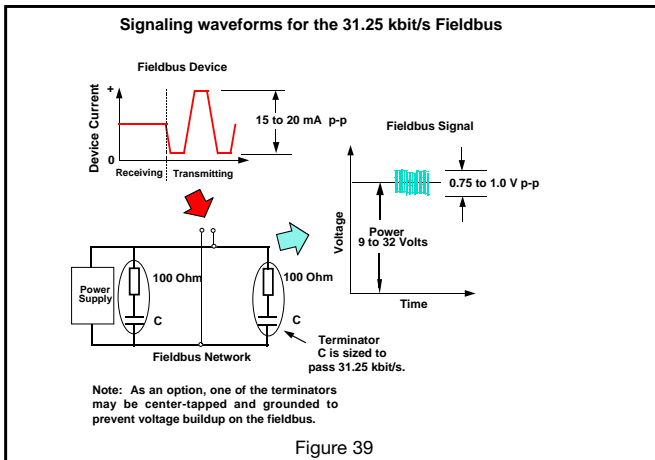 Signaling waveforms for the 31.25 kbit/s Fieldbus
Fieldbus Device
+
Device Current
0
Receiving
Transmitting
15 to 20 mA p-p
Fieldbus Signal
Voltage
Power
9 to 32 Volts
0.75 to 1.0 V p-p
Time
Power
Supply
100 Ohm
C
100 Ohm
C
Fieldbus Network
Terminator
C is sized to
pass 31.25 kbit/s.
Note: As an option, one of the terminators
may be center-tapped and grounded to
prevent voltage buildup on the fieldbus.
Figure 39